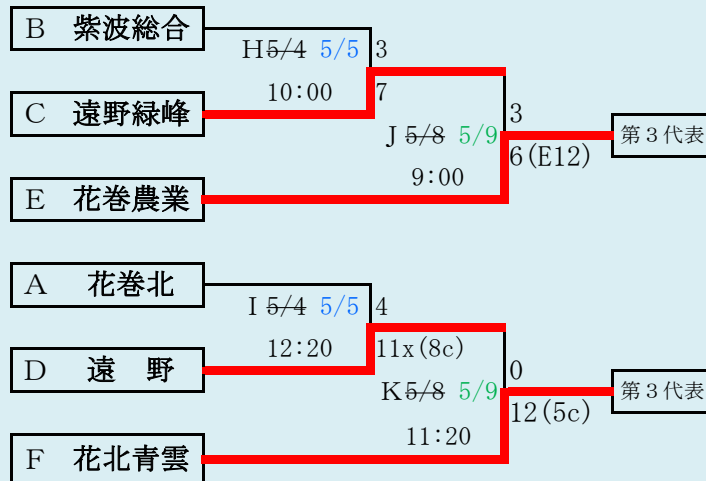 B 紫波総合
H5/4 5/5 3
10:00 7
C 遠野緑峰
3
J 5/8 5/9
第3代表
6(E12)
9:00
E 花巻農業
A 花巻北
I 5/4 5/5 4
12:20 11x(8c)
D 遠 野
0
K5/8 5/9
第3代表
12(5c)
11:20
F 花北青雲